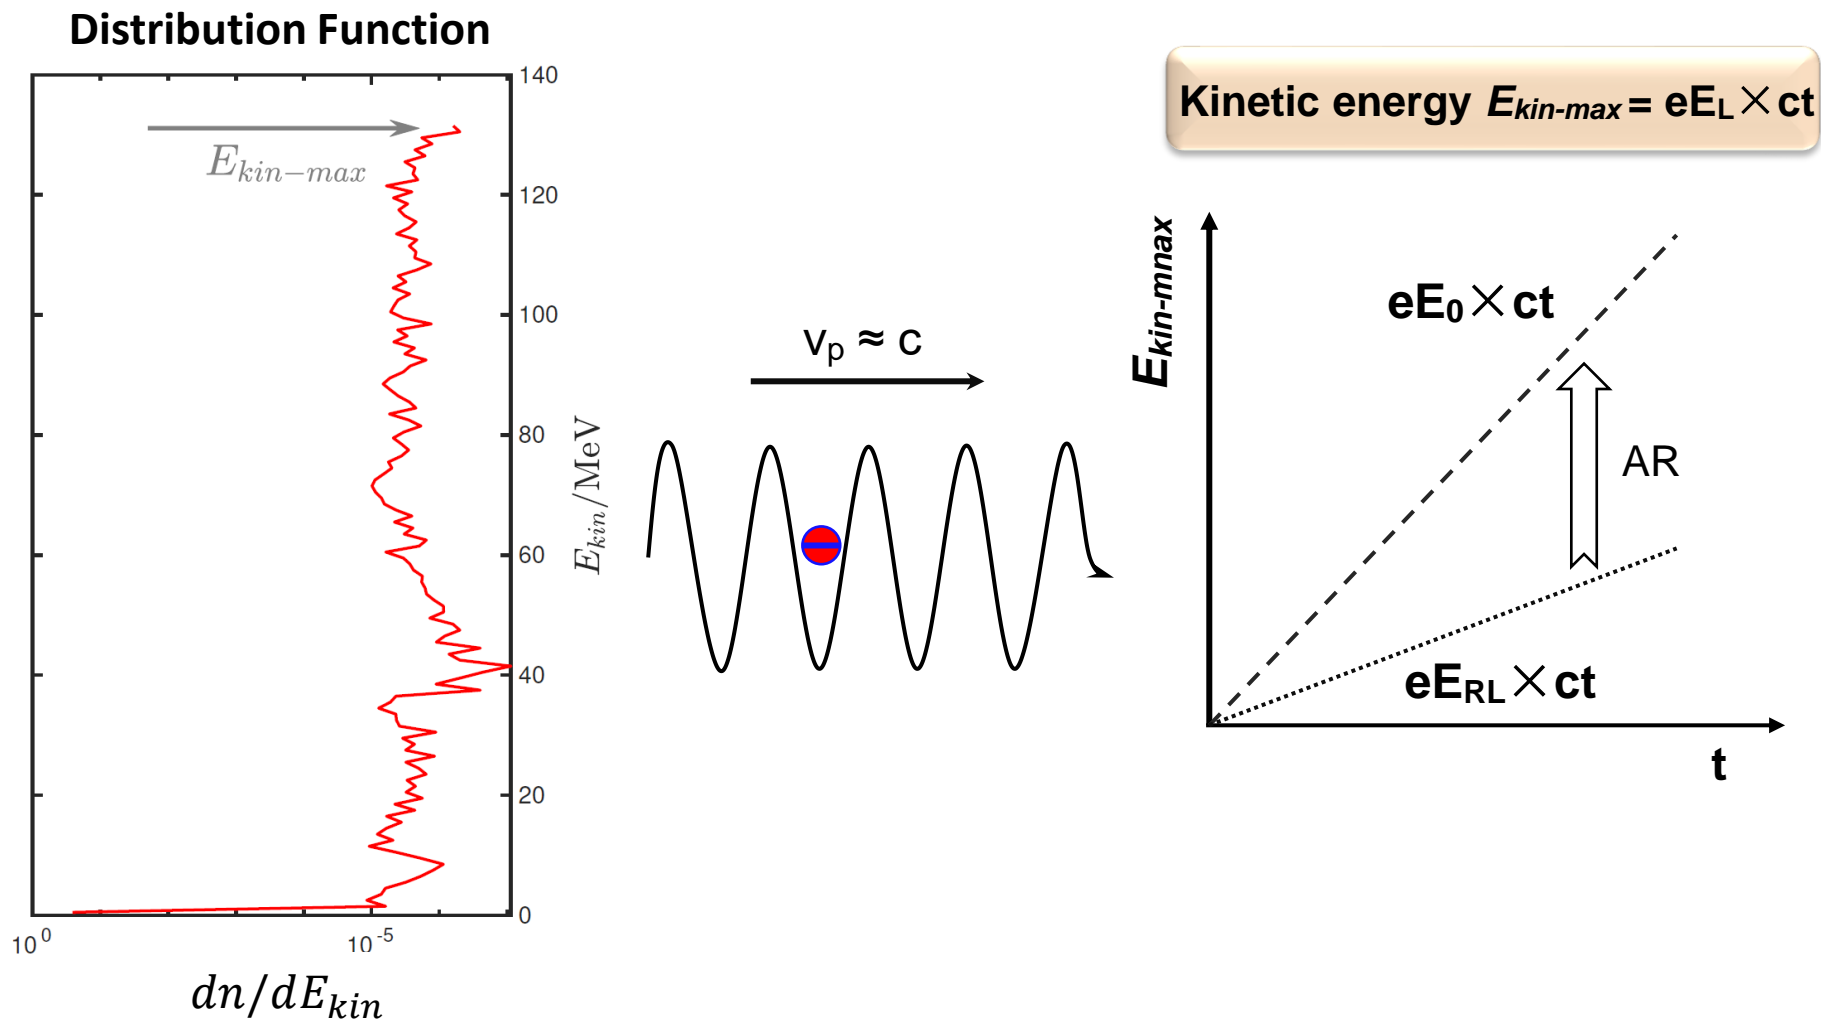 Distribution Function
140
120
100
80
60
40
20
0
E_{kin-max}
E_{kin}/MeV
10^0
10^{-5}
dn/dE_{kin}
v_p ≈ c
Kinetic energy E_{kin-max} = eE_L × ct
E_{kin-mnax}
eE_0 × ct
AR
eE_{RL} × ct
t